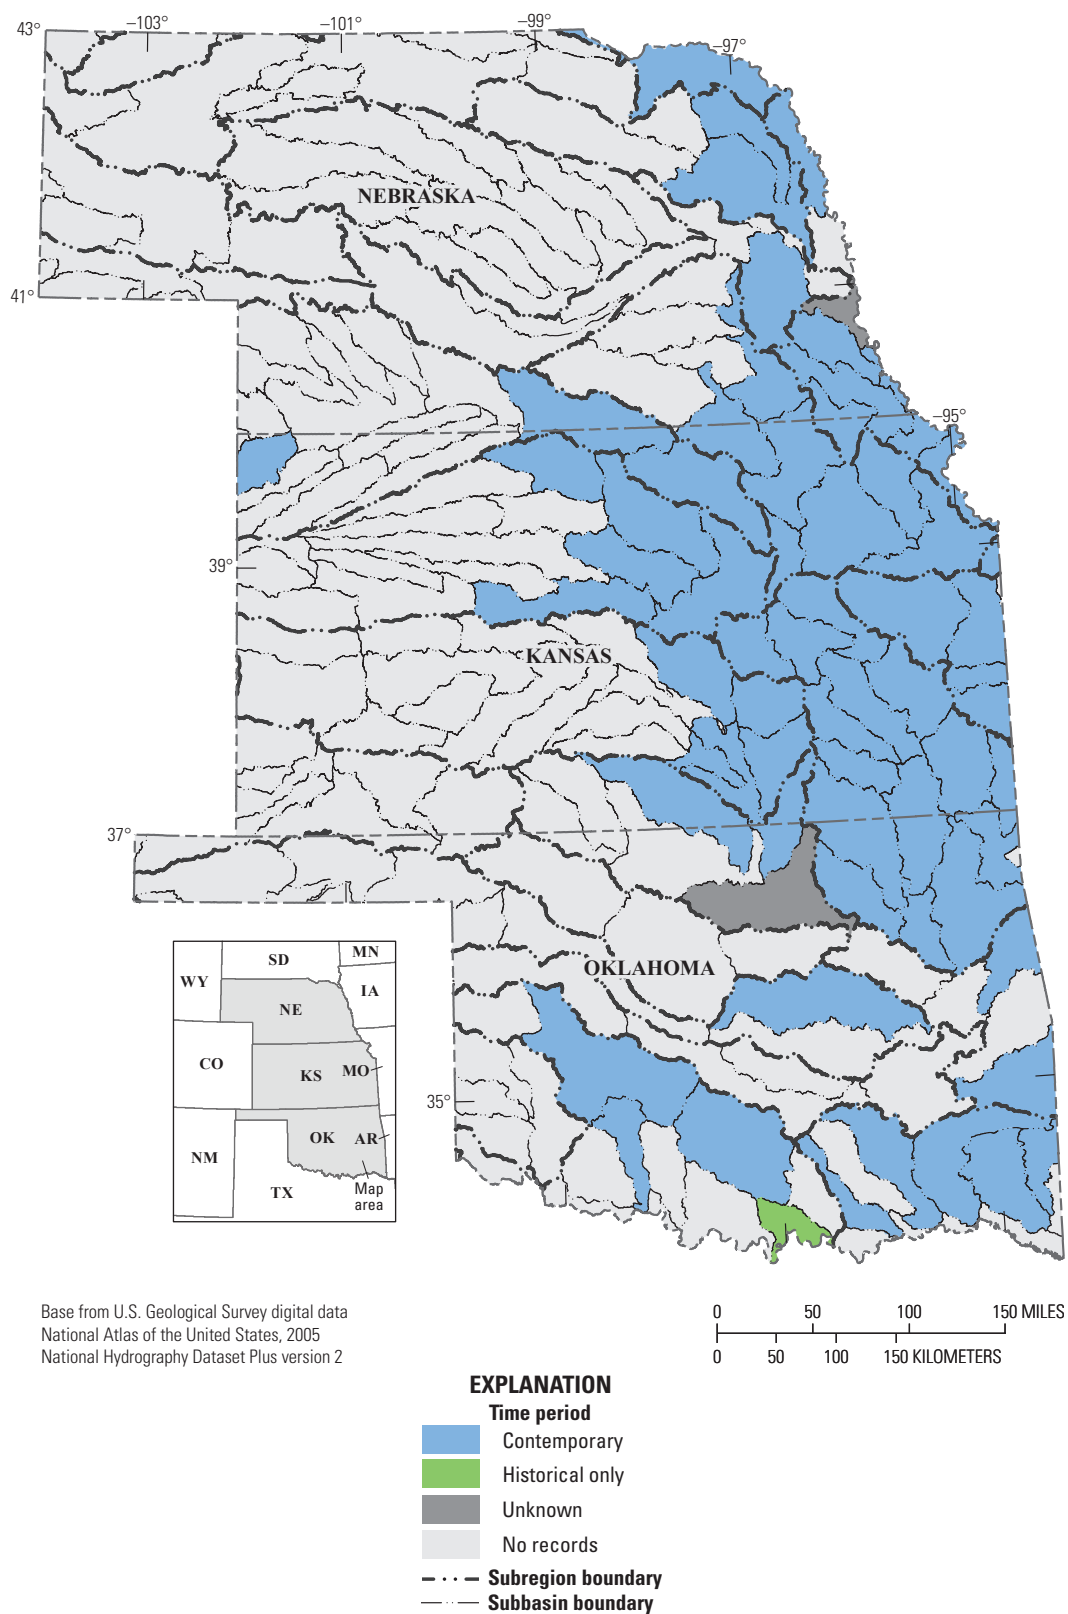 43°
–103°
–101°
–99°
–97°
NEBRASKA
41°
–95°
39°
KANSAS
37°
OKLAHOMA
35°
SD
MN
WY
IA
NE
CO
KS
MO
OK
AR
NM
TX
Map
area
Base from U.S. Geological Survey digital data
National Atlas of the United States, 2005
National Hydrography Dataset Plus version 2
0 50 100 150 MILES
0 50 100 150 KILOMETERS
EXPLANATION
Time period
Contemporary
Historical only
Unknown
No records
Subregion boundary
Subbasin boundary